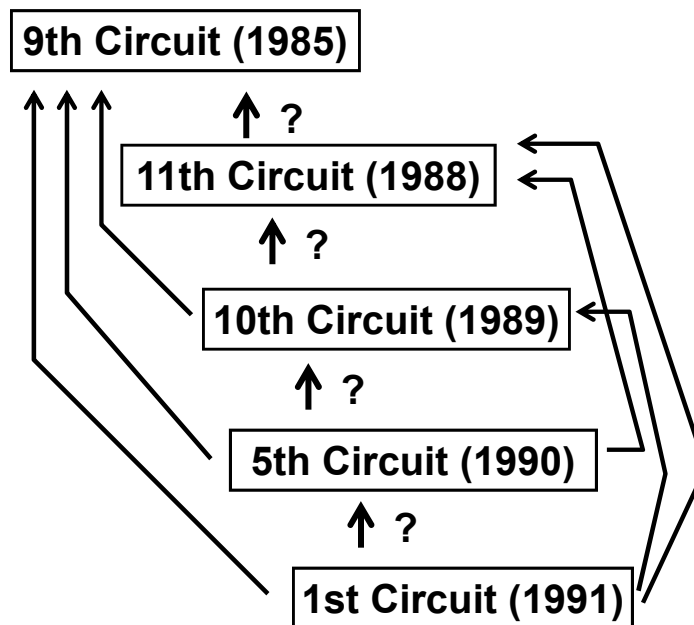 9th Circuit (1985)
?
11th Circuit (1988)
?
10th Circuit (1989)
?
5th Circuit (1990)
?
1st Circuit (1991)